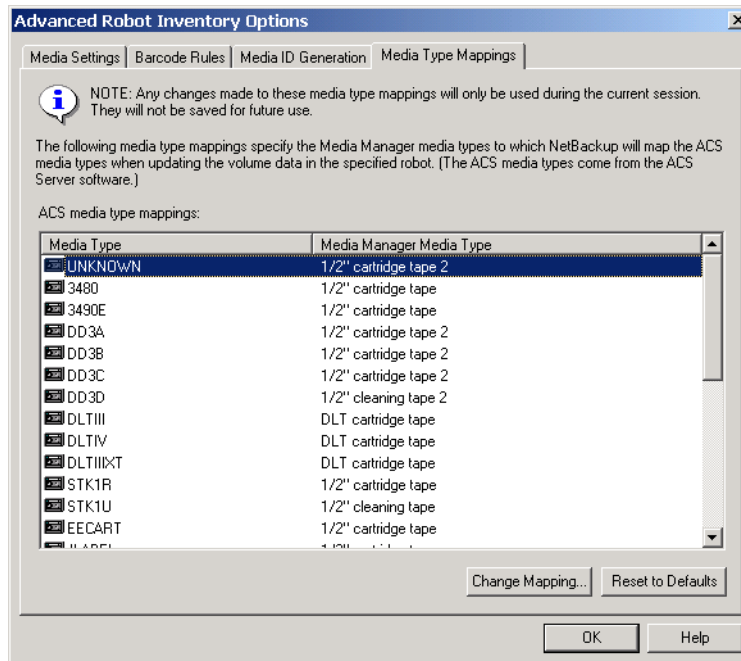 Advanced Robot Inventory Options
Media Settings Barcode Rules Media ID Generation Media Type Mappings
NOTE: Any changes made to these media type mappings will only be used during the current session.
They will not be saved for future use.
The following media type mappings specify the Media Manager media types to which NetBackup will map the ACS
media types when updating the volume data in the specified robot. (The ACS media types come from the ACS
Server software.)
ACS media type mappings:
Media Type Media Manager Media Type
UNKNOWN 1/2" cartridge tape 2
3480 1/2" cartridge tape
3490E 1/2" cartridge tape
DD3A 1/2" cartridge tape 2
DD3B 1/2" cartridge tape 2
DD3C 1/2" cartridge tape 2
DD3D 1/2" cleaning tape 2
DLTIII DLT cartridge tape
DLTIV DLT cartridge tape
DLTIIIXT DLT cartridge tape
STK1R 1/2" cartridge tape
STK1U 1/2" cleaning tape
EECART 1/2" cartridge tape
Change Mapping... Reset to Defaults
OK Help